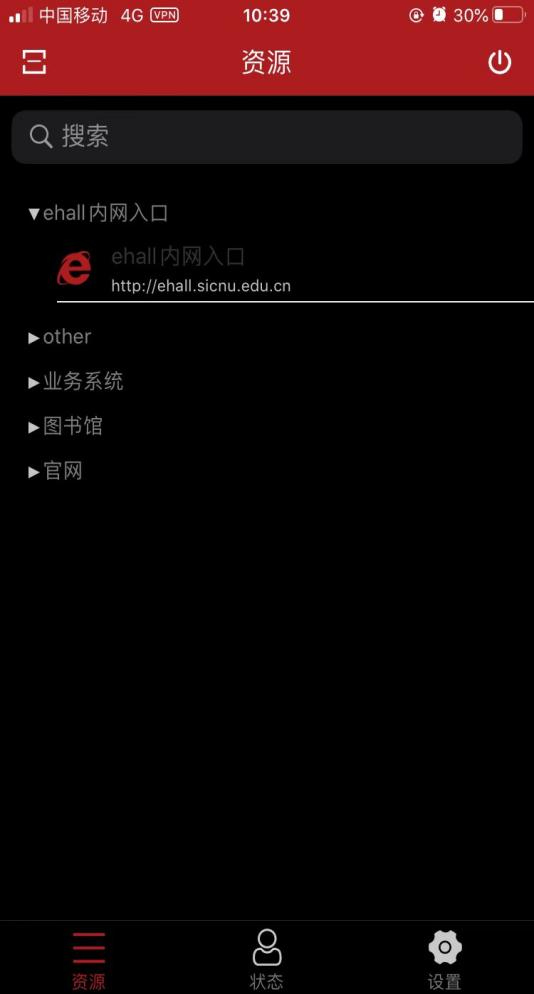 中国移动 4G VPN 10:39 30%
资源
搜索
▼ehall内网入口
ehall内网入口
http://ehall.sicnu.edu.cn
▶other
▶业务系统
▶图书馆
▶官网
资源 状态 设置